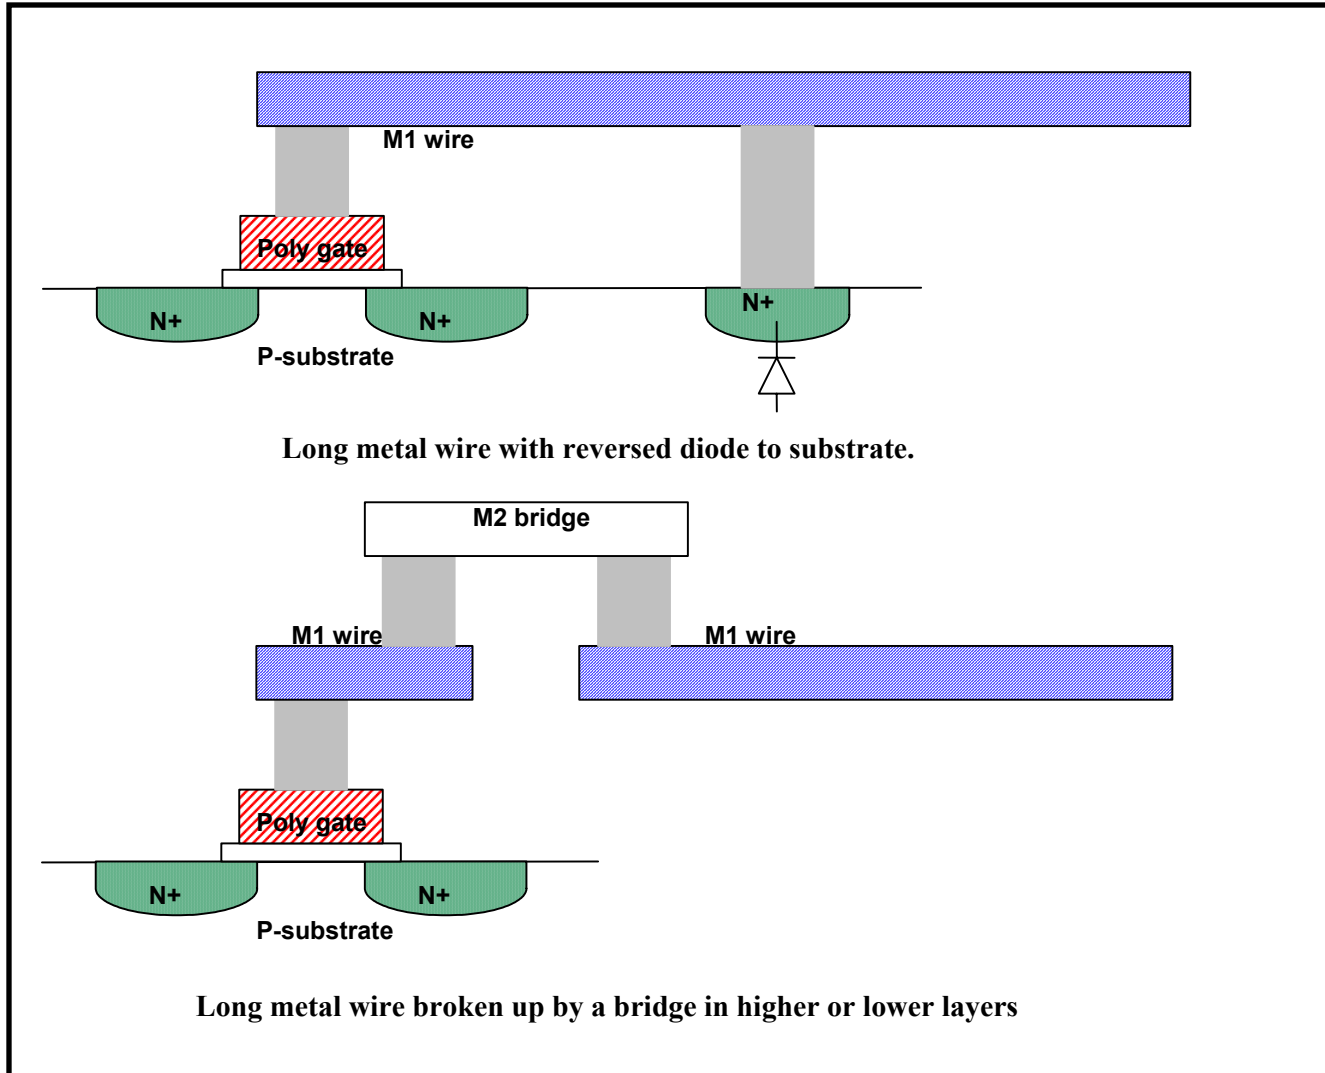 M1 wire
Poly gate
N+
N+
N+
P-substrate
Long metal wire with reversed diode to substrate.
M2 bridge
M1 wire
M1 wire
Poly gate
N+
N+
P-substrate
Long metal wire broken up by a bridge in higher or lower layers